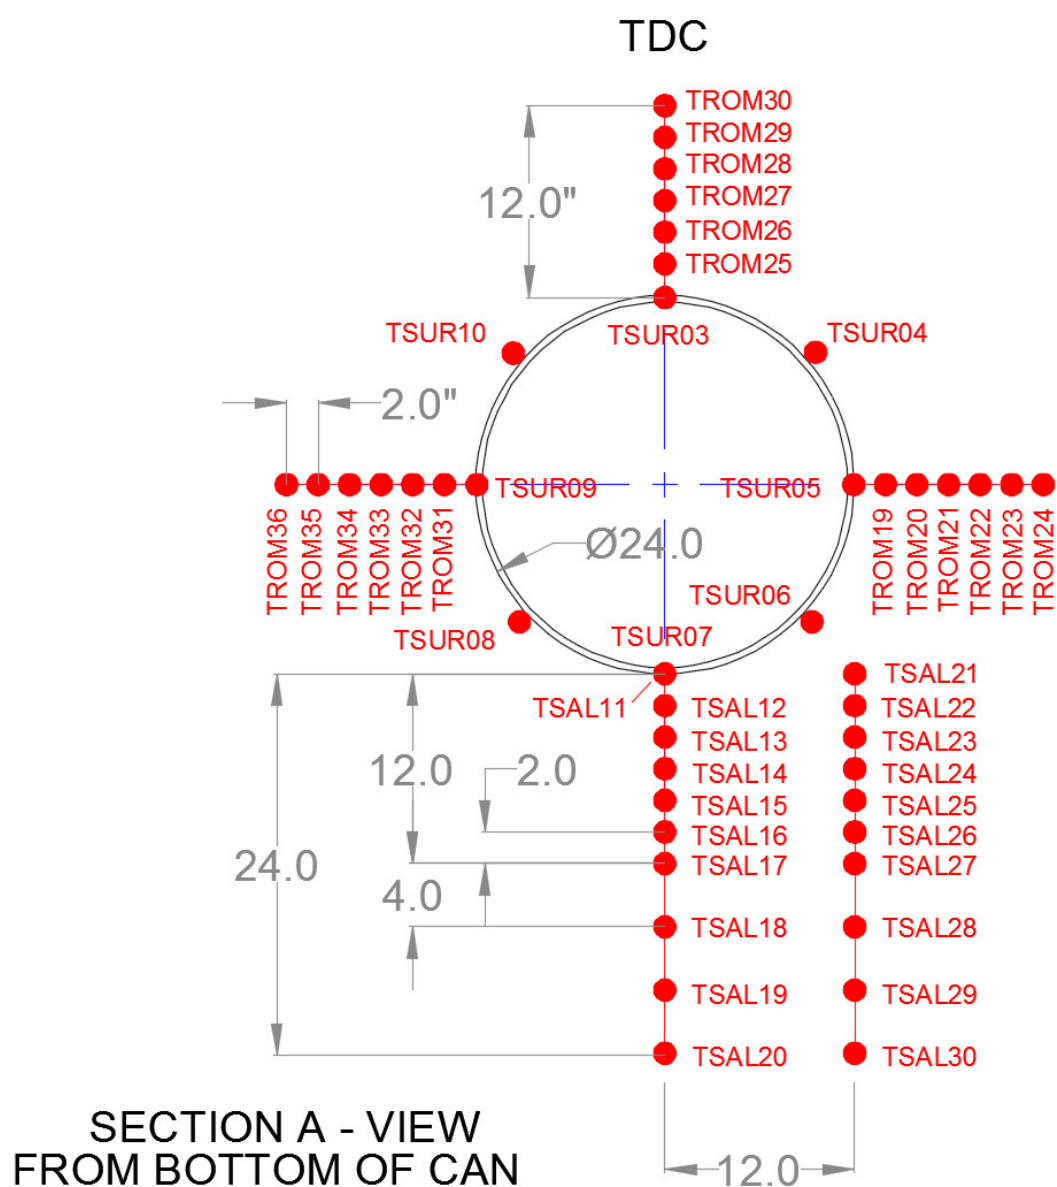 TDC
TROM30
TROM29
TROM28
TROM27
12.0"
TROM26
TROM25
TSUR10
TSUR03
TSUR04
2.0"
TSUR09
TSUR05
TROM36
TROM35
TROM34
TROM33
TROM32
TROM31
TROM19
TROM20
TROM21
TROM22
TROM23
TROM24
Ø24.0
TSUR06
TSUR08
TSUR07
TSAL11
TSAL12
TSAL13
TSAL14
TSAL15
TSAL16
TSAL17
TSAL18
TSAL19
TSAL20
TSAL21
TSAL22
TSAL23
TSAL24
TSAL25
TSAL26
TSAL27
TSAL28
TSAL29
TSAL30
12.0
2.0
24.0
4.0
SECTION A - VIEW
FROM BOTTOM OF CAN
12.0